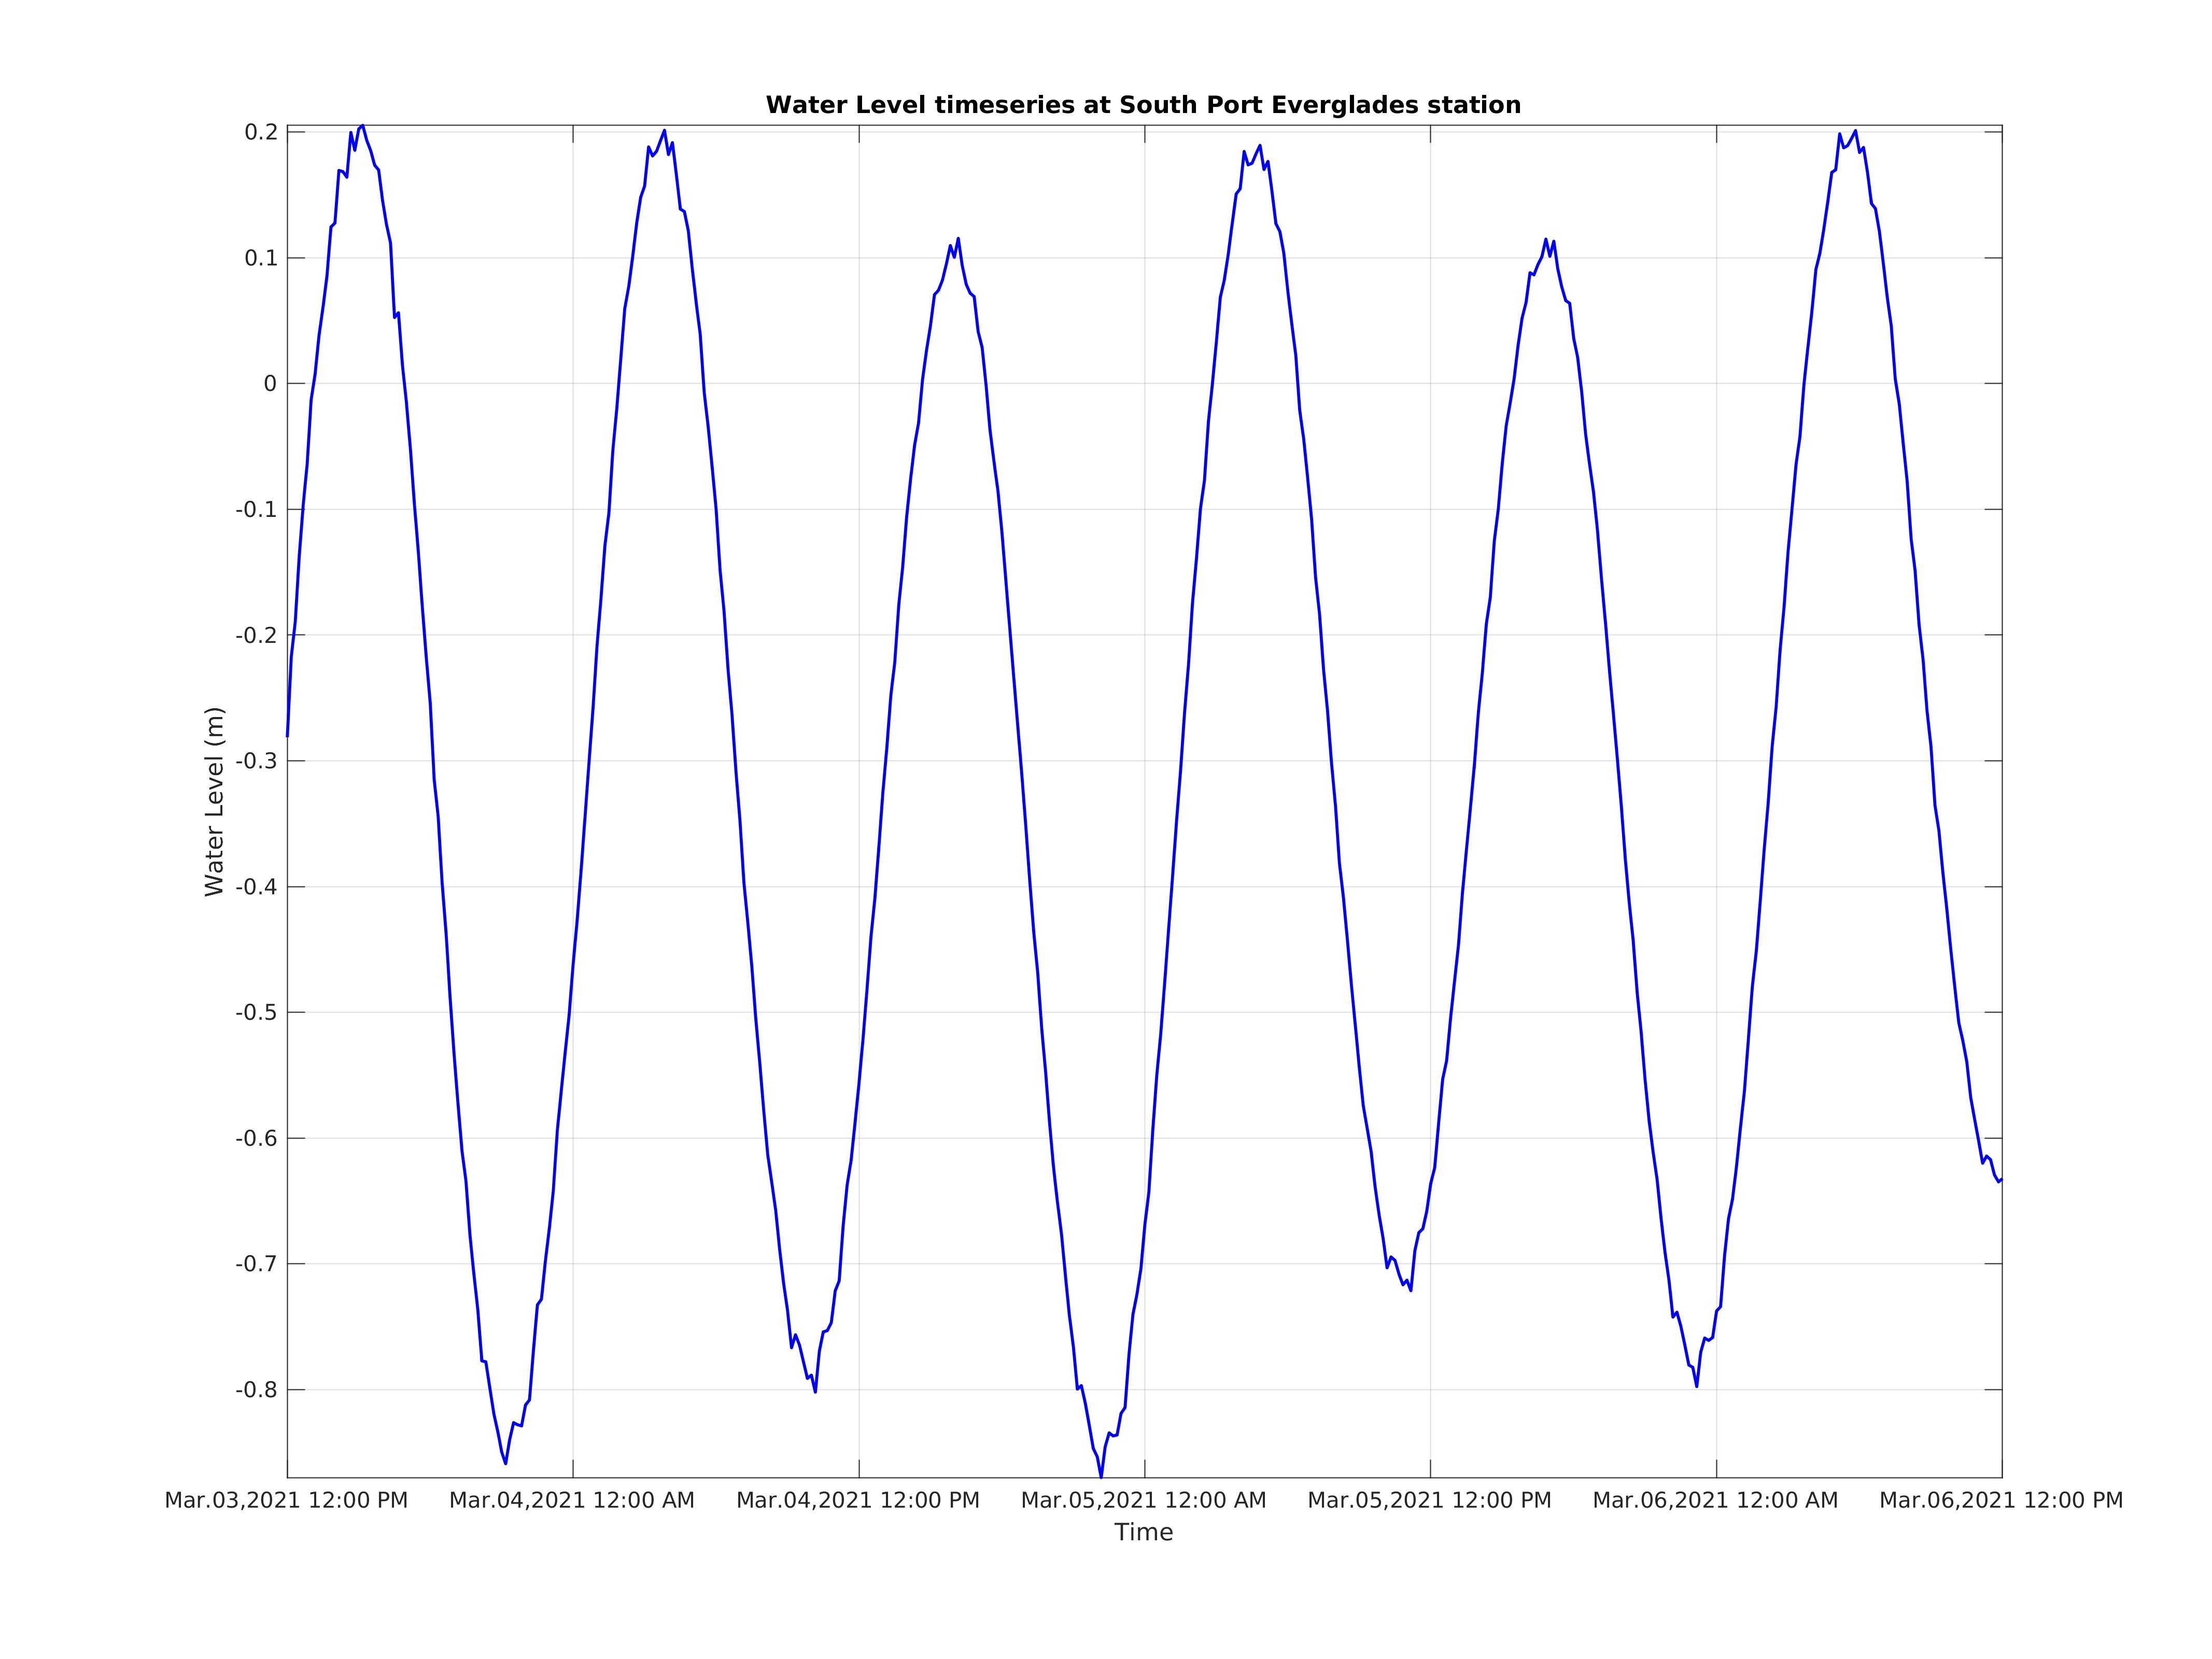 Water Level timeseries at South Port Everglades station
0.2
0.1
0
-0.1
-0.2
-0.3
-0.4
-0.5
-0.6
-0.7
-0.8
Water Level (m)
Mar.03,2021 12:00 PM Mar.04,2021 12:00 AM Mar.04,2021 12:00 PM Mar.05,2021 12:00 AM Mar.05,2021 12:00 PM Mar.06,2021 12:00 AM Mar.06,2021 12:00 PM
Time